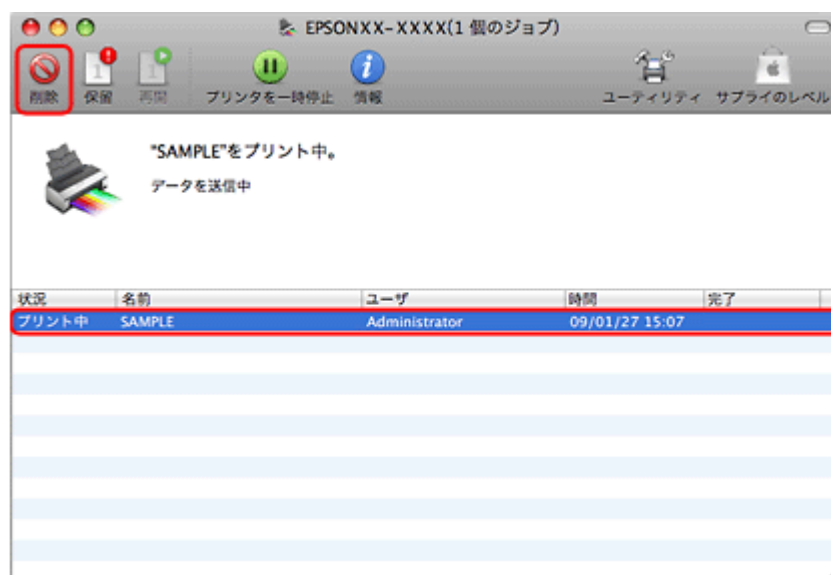 EPSONXX-XXXX(1 個のジョブ)
削除 保留 再開 プリンタを一時停止 情報 ユーティリティ サプライのレベル
"SAMPLE"をプリント中。
データを送信中
状況 名前 ユーザ 時間 完了
プリント中 SAMPLE Administrator 09/01/27 15:07